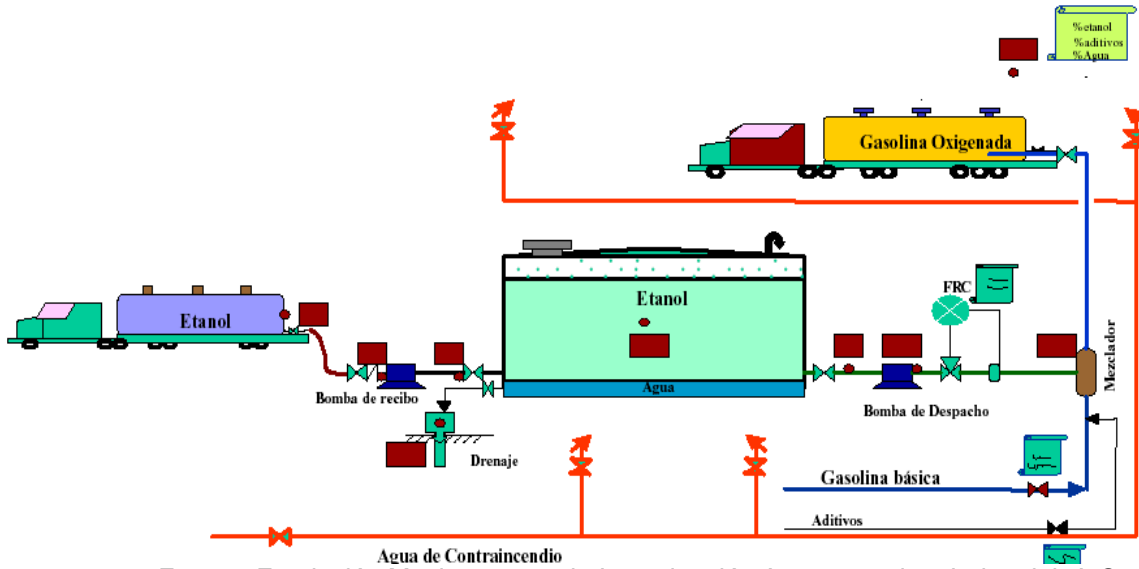 %etanol
%aditivos
%Agua
Gasolina Oxigenada
Etanol
Etanol
FRC
Agua
Mezclador
Bomba de recibo
Bomba de Despacho
Drenaje
Gasolina básica
Aditivos
Agua de Contraincendio